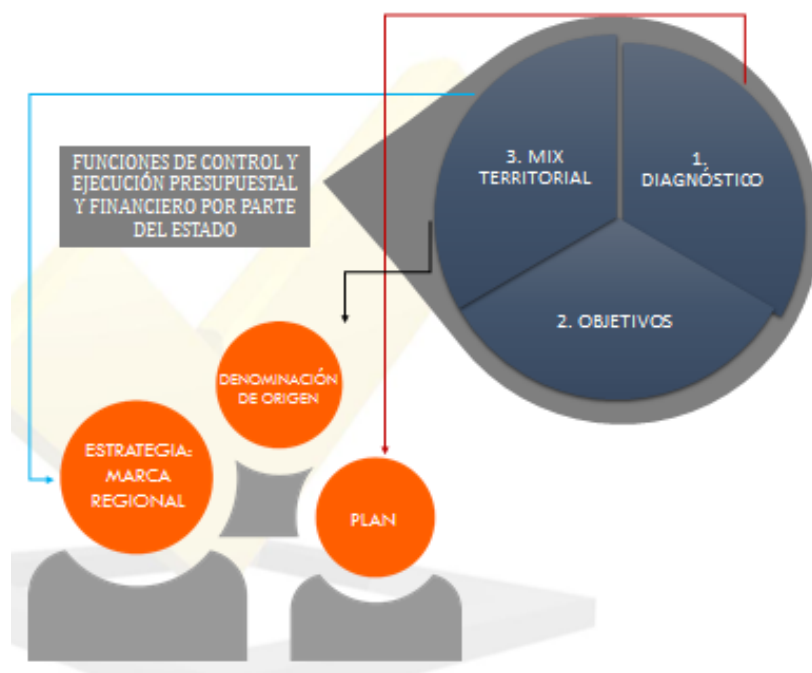 FUNCIONES DE CONTROL Y
EJECUCIÓN PRESUPUESTAL
Y FINANCIERO POR PARTE
DEL ESTADO
3. MIX
TERRITORIAL
1.
DIAGNÓSTICO
2. OBJETIVOS
DENOMINACIÓN
DE ORIGEN
ESTRATEGIA:
MARCA
REGIONAL
PLAN